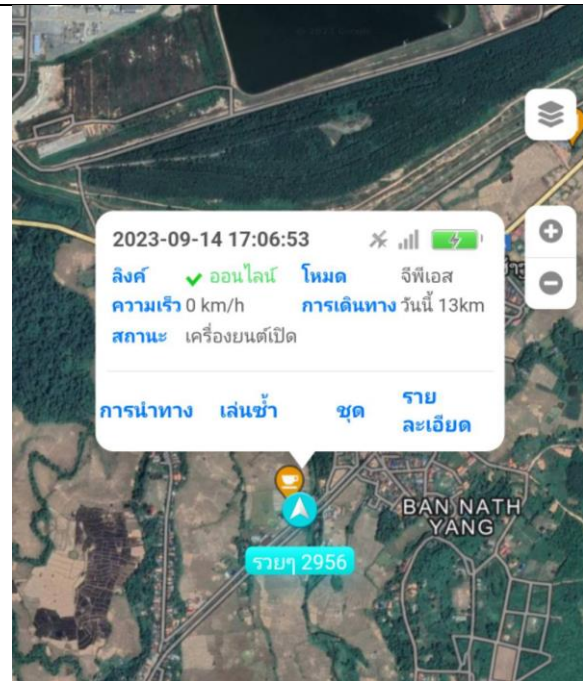 2023-09-14 17:06:53
ลิงค์ ออนไลน์ โหมด จีพีเอส
ความเร็ว 0 km/h การเดินทาง วันนี้ 13km
สถานะ เครื่องยนต์เปิด
การนำทาง เล่นซ้ำ ชุด ราย
ละเอียด
BAN NATH
YANG
รวยๆ 2956